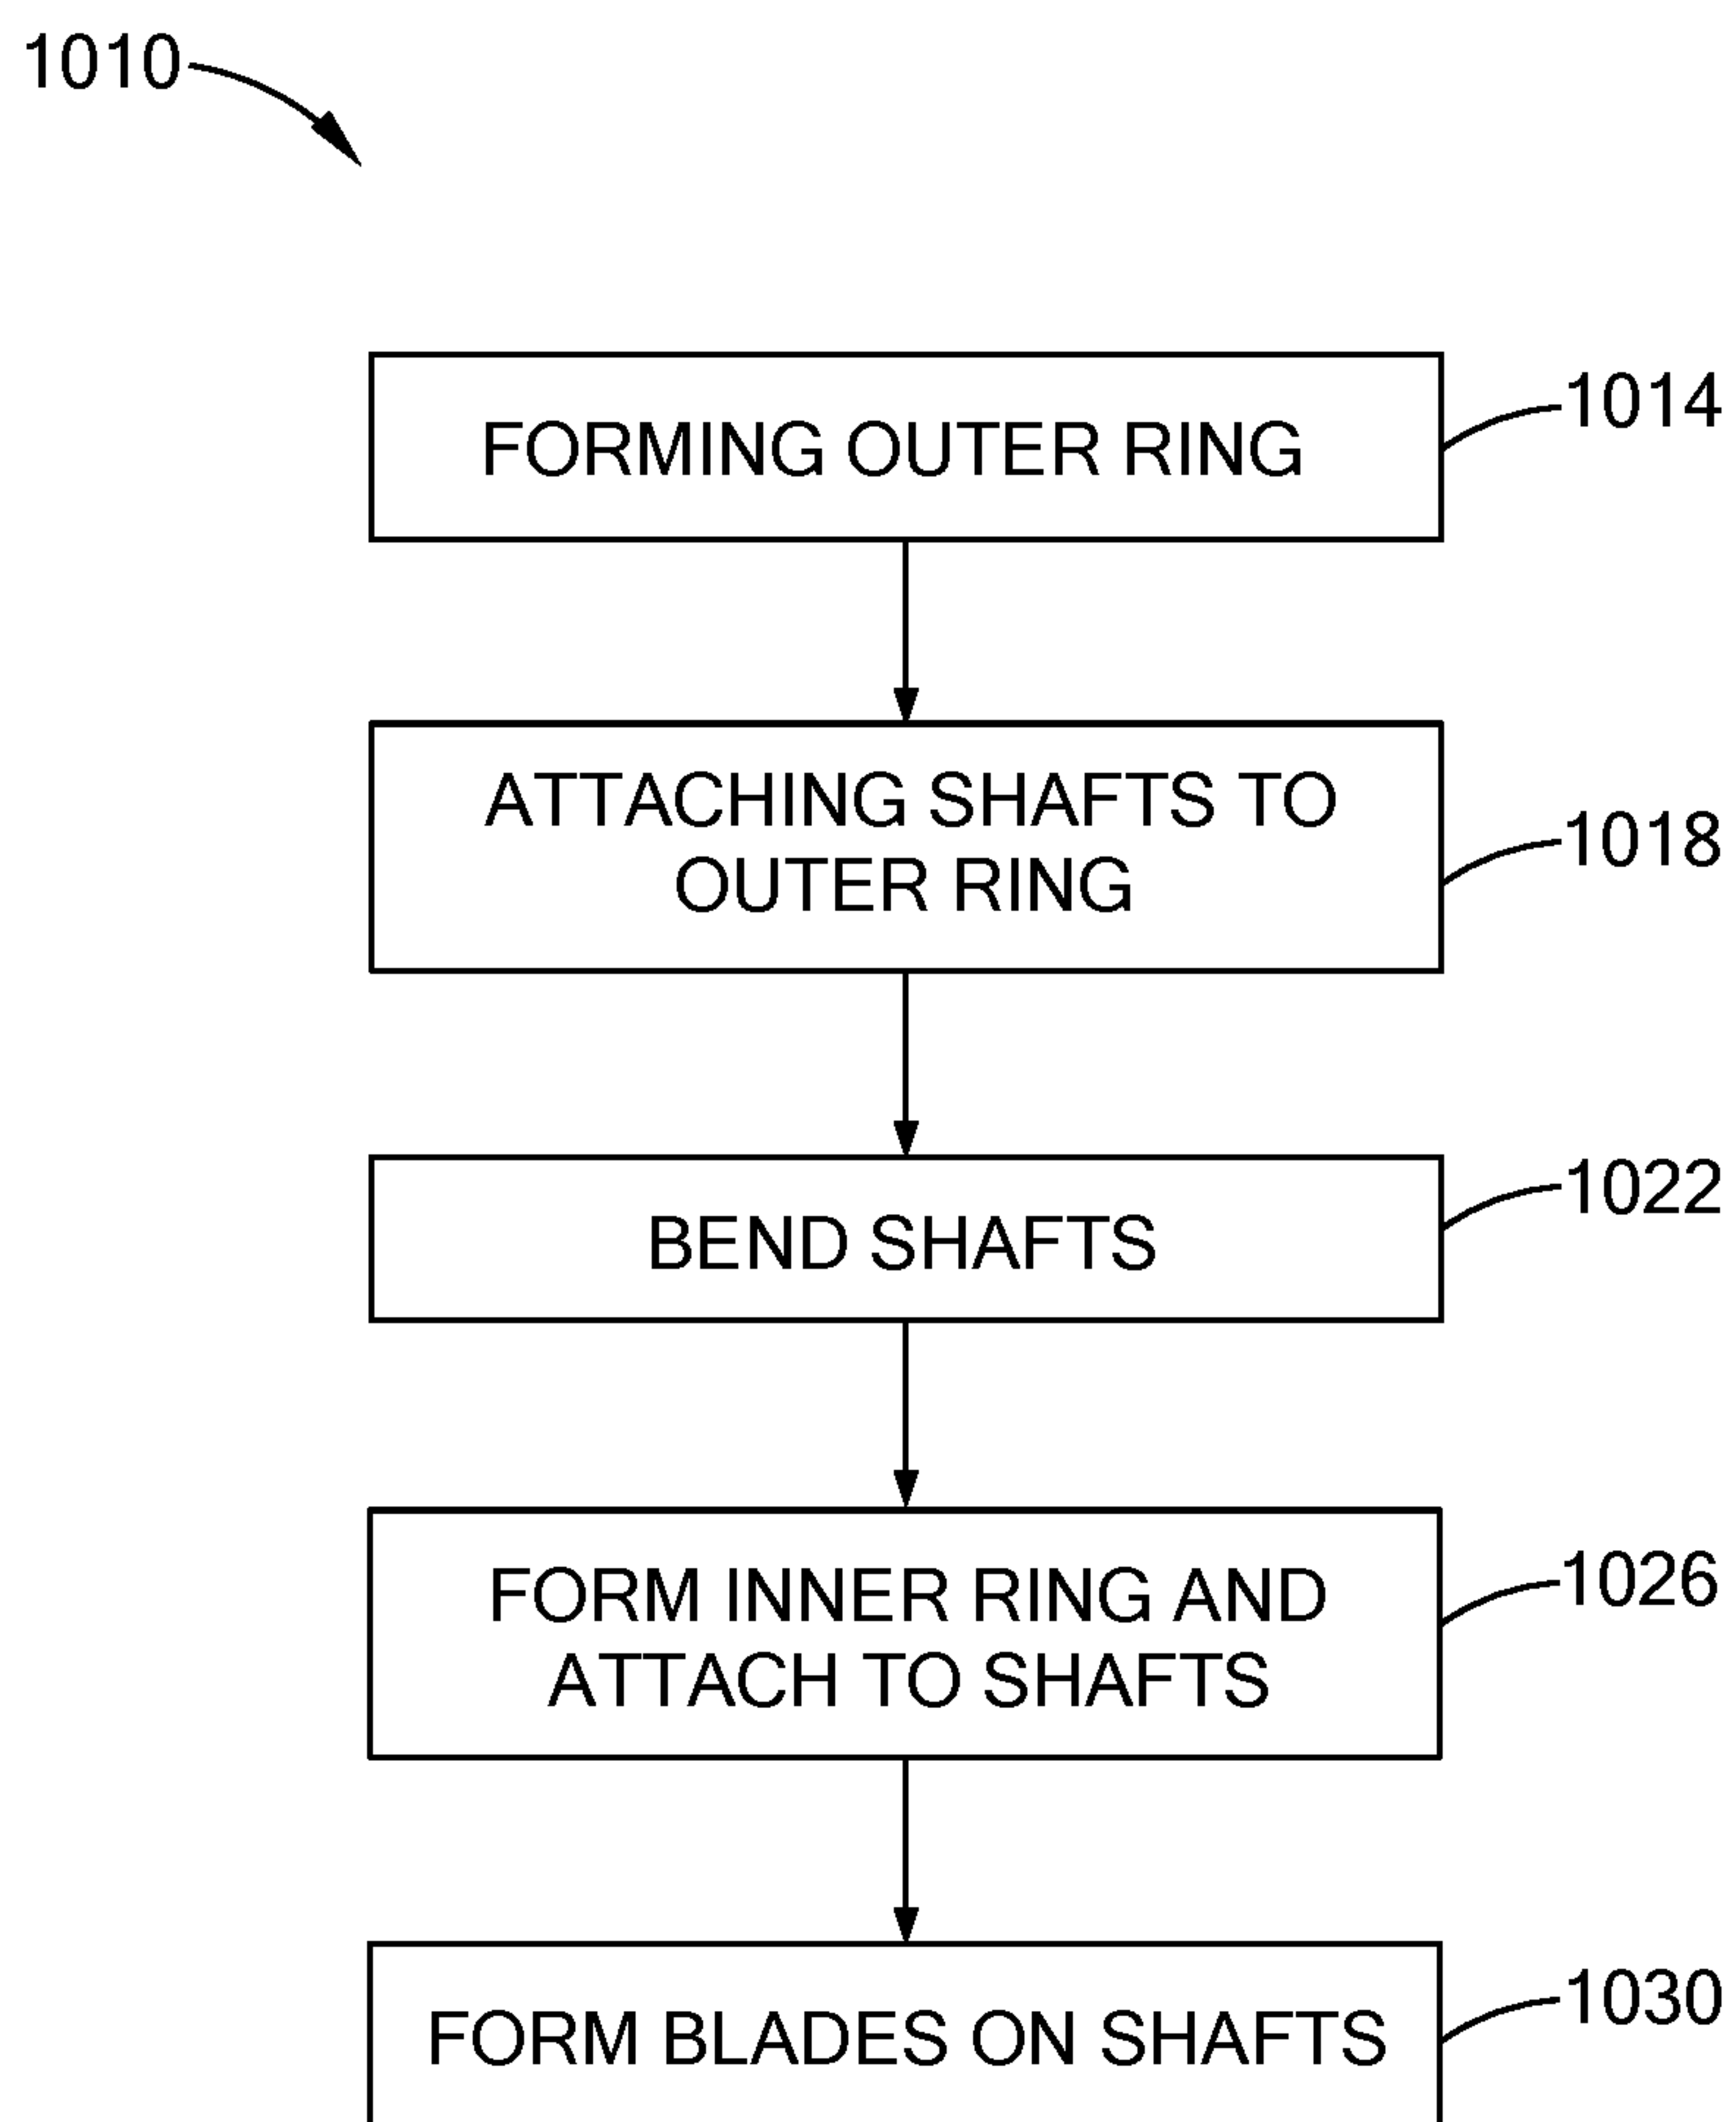 1010
FORMING OUTER RING
1014
ATTACHING SHAFTS TO
OUTER RING
1018
BEND SHAFTS
1022
FORM INNER RING AND
ATTACH TO SHAFTS
1026
FORM BLADES ON SHAFTS
1030